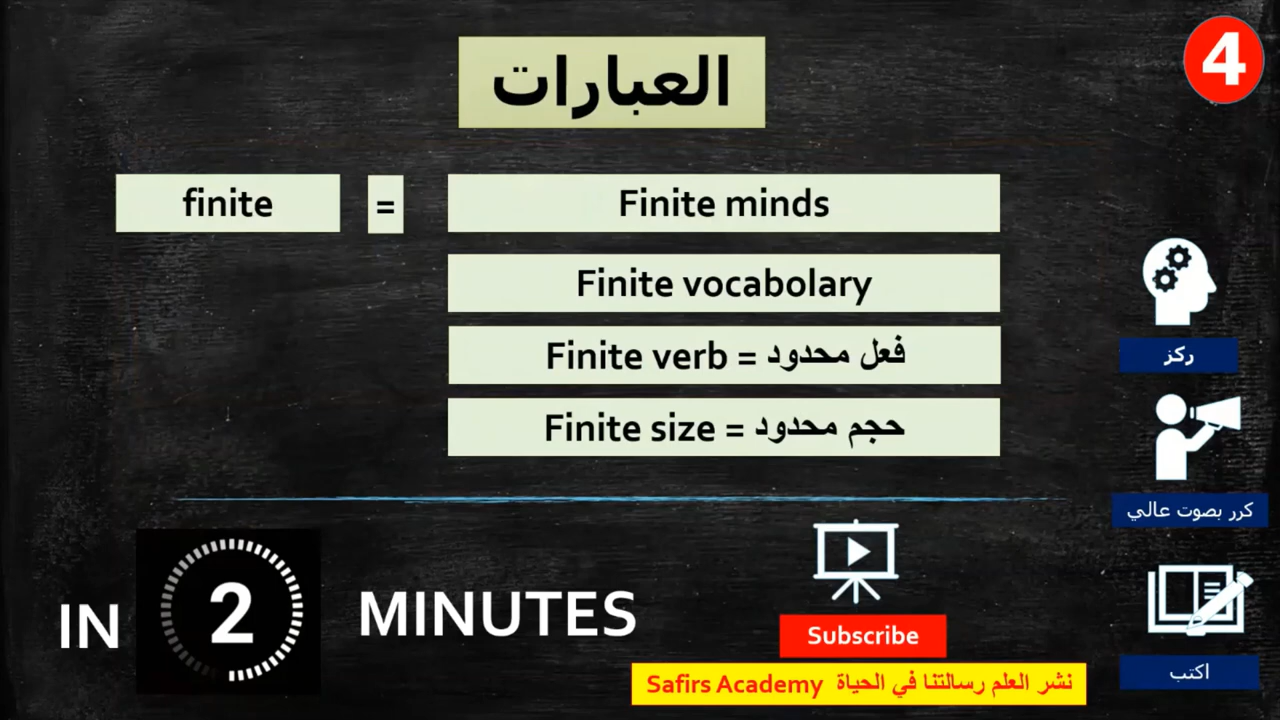 4
العبارات
finite = Finite minds
Finite vocabolary
Finite verb = فعل محدود
Finite size = حجم محدود
ركز
كرر بصوت عالي
اكتب
IN 2 MINUTES
Subscribe
نشر العلم رسالتنا في الحياة Safirs Academy